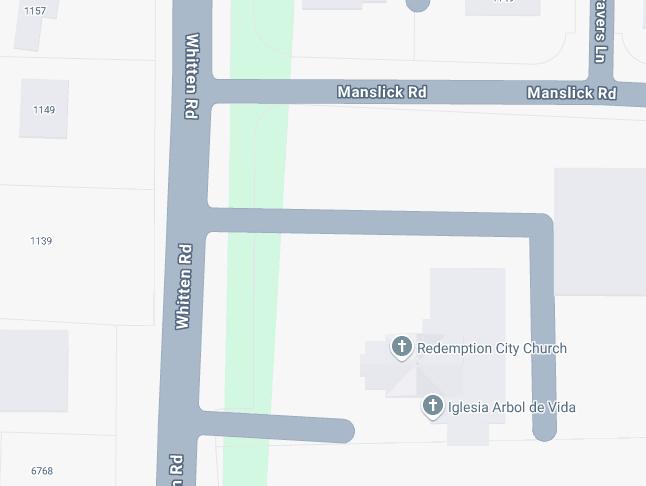 1157
Whitten Rd
Manslick Rd
Manslick Rd
1149
1139
Whitten Rd
Redemption City Church
Iglesia Arbol de Vida
6768